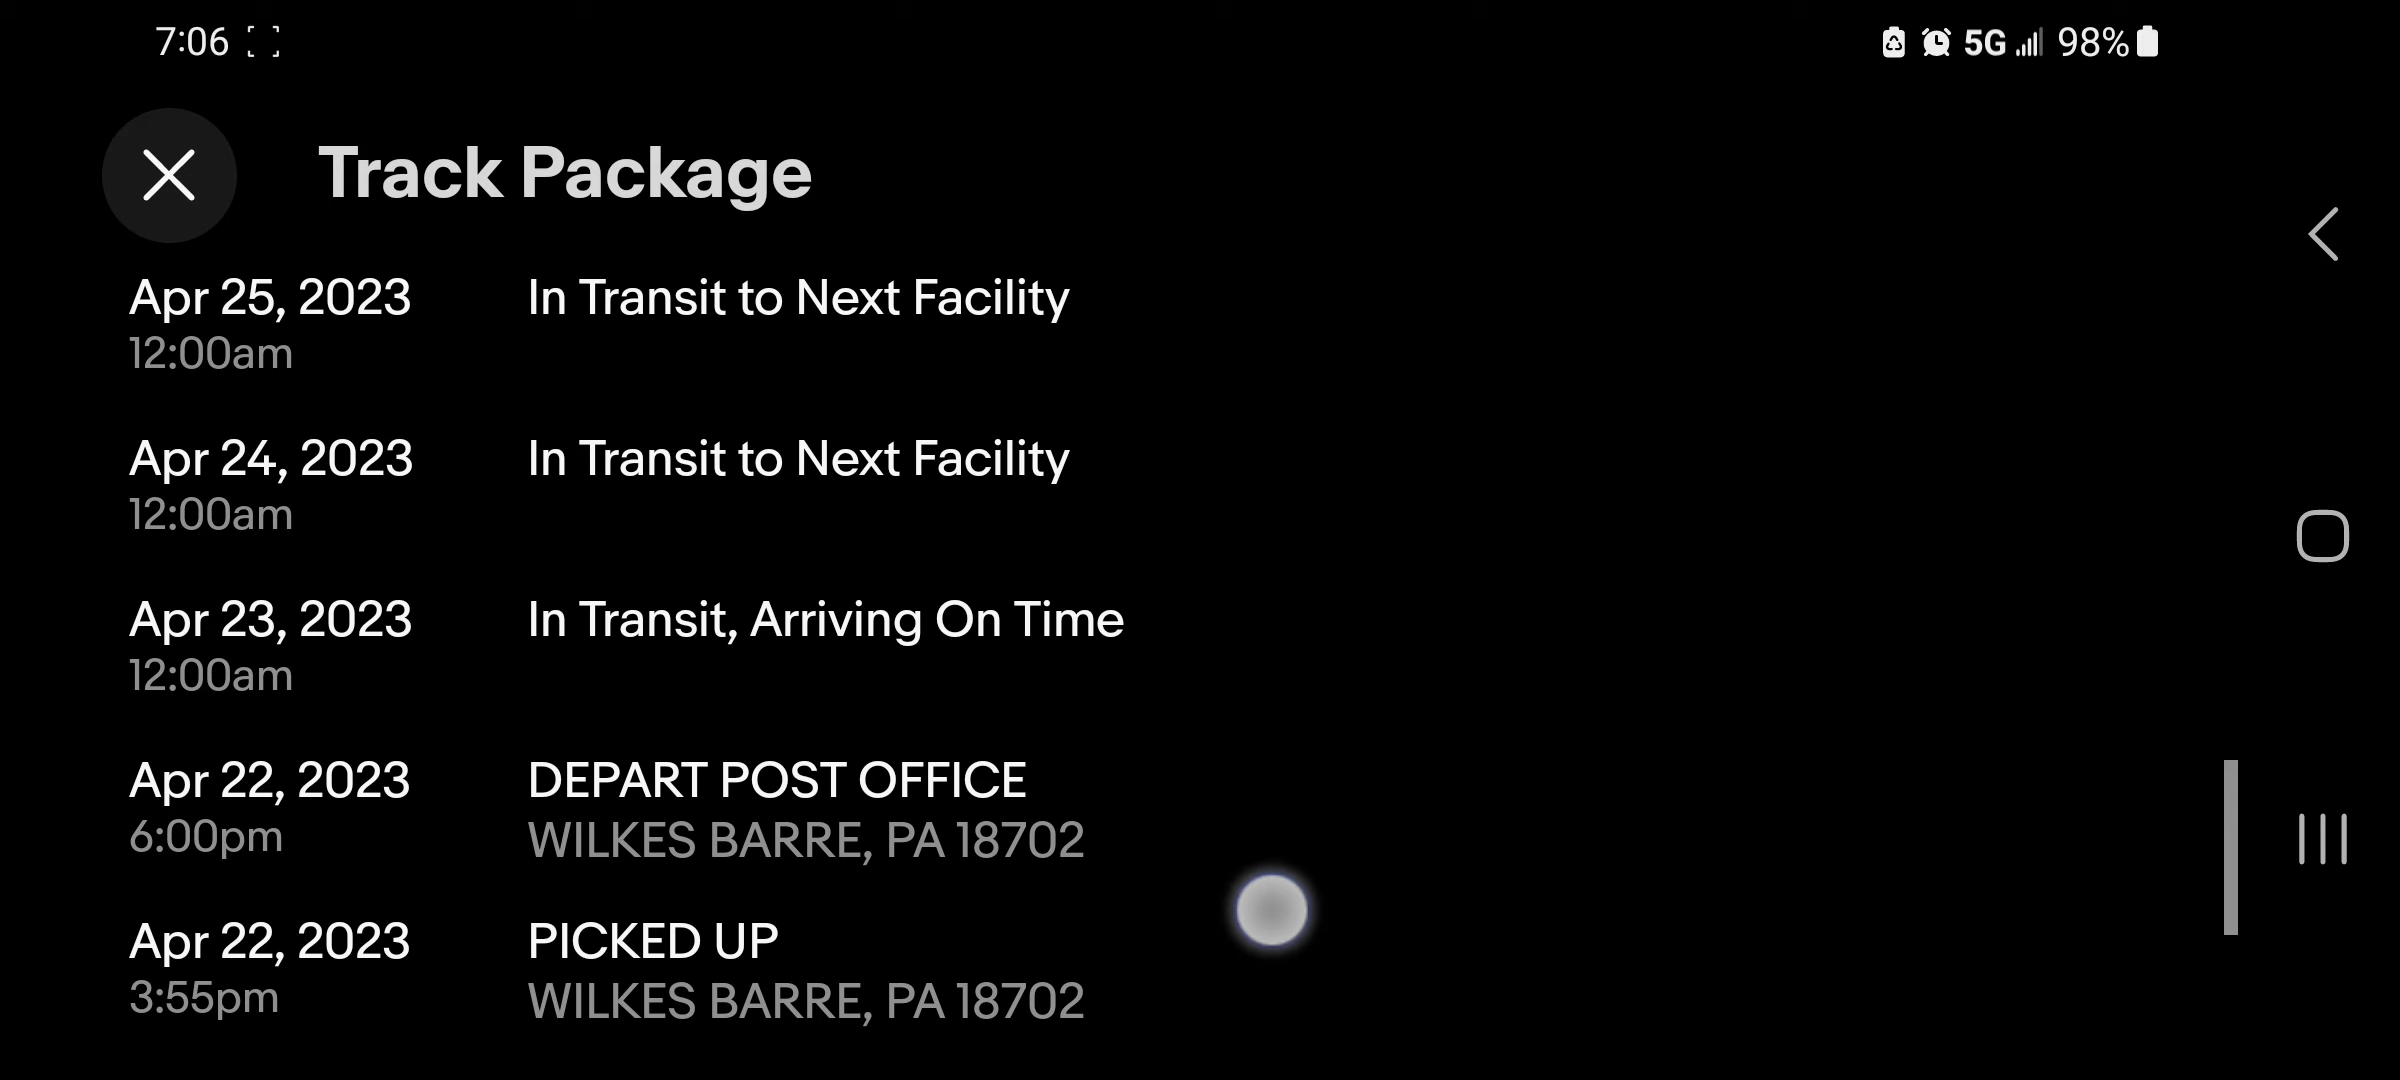 7:06 5G 98%
Track Package
Apr 25, 2023 In Transit to Next Facility
12:00am
Apr 24, 2023 In Transit to Next Facility
12:00am
Apr 23, 2023 In Transit, Arriving On Time
12:00am
Apr 22, 2023 DEPART POST OFFICE
6:00pm WILKES BARRE, PA 18702
Apr 22, 2023 PICKED UP
3:55pm WILKES BARRE, PA 18702